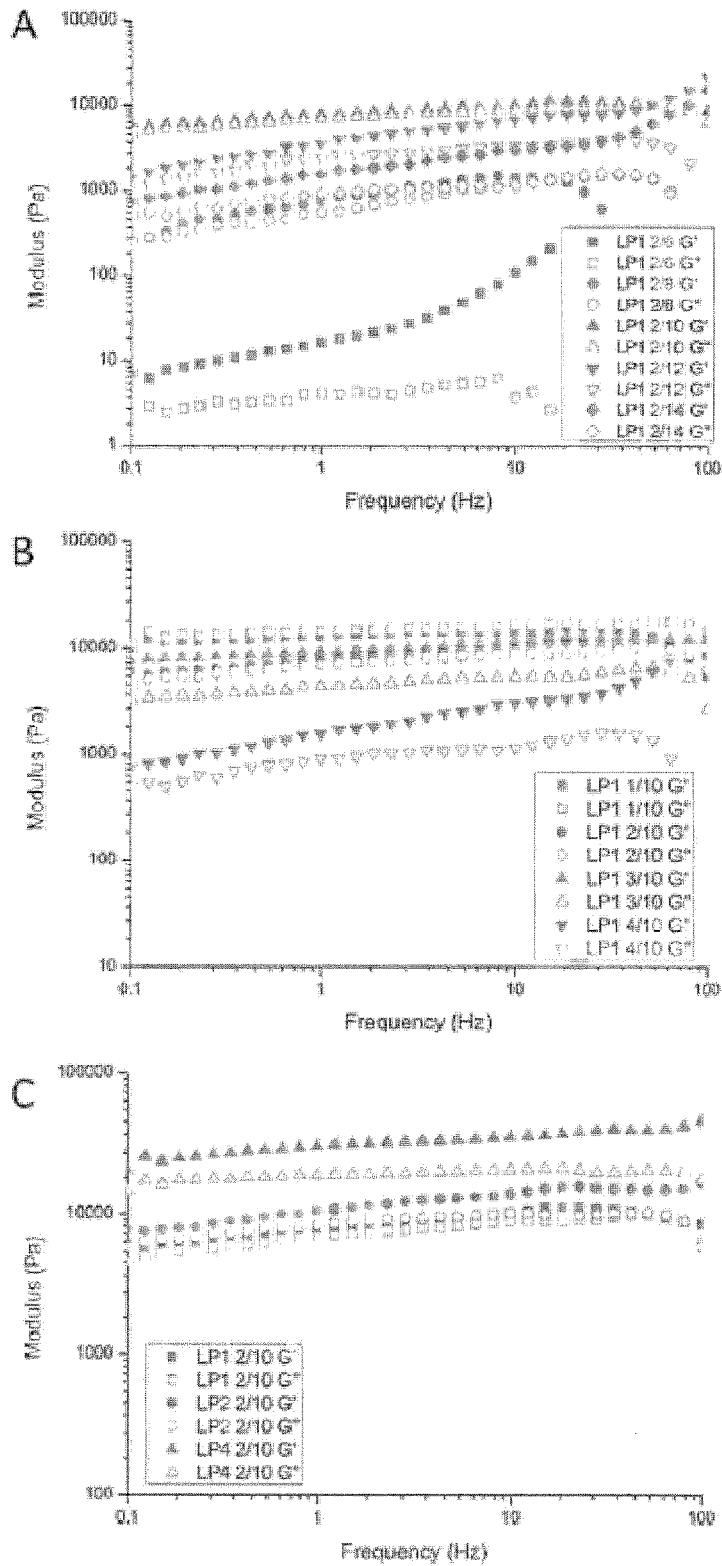 A
100000
10000
1000
100
10
1
Modulus (Pa)
0.1
1
10
100
Frequency (Hz)
LP1 2/6 G'
LP1 2/6 G"
LP1 2/8 G'
LP1 2/8 G"
LP1 2/10 G'
LP1 2/10 G"
LP1 2/12 G'
LP1 2/12 G"
LP1 2/14 G'
LP1 2/14 G"
B
100000
10000
1000
100
10
Modulus (Pa)
0.1
1
10
100
Frequency (Hz)
LP1 1/10 G'
LP1 1/10 G"
LP1 2/10 G'
LP1 2/10 G"
LP1 3/10 G'
LP1 3/10 G"
LP1 4/10 G'
LP1 4/10 G"
C
100000
10000
1000
100
Modulus (Pa)
0.1
1
10
100
Frequency (Hz)
LP1 2/10 G'
LP1 2/10 G"
LP2 2/10 G'
LP2 2/10 G"
LP4 2/10 G'
LP4 2/10 G"